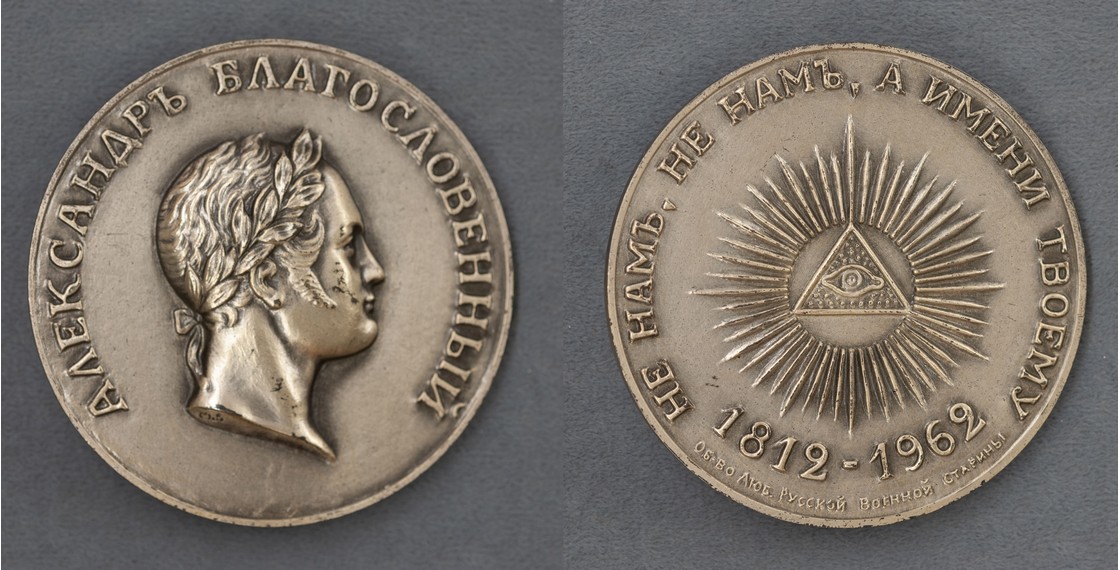 АЛЕКСАНДРЪ БЛАГОСЛОВЕННЫЙ
НЕ НАМЪ, НЕ НАМЪ, А ИМЕНИ ТВОЕМУ
1812-1962
ОБ-ВО ЛЮБ. РУССКОЙ ВОЕННОЙ СТАРИНЫ